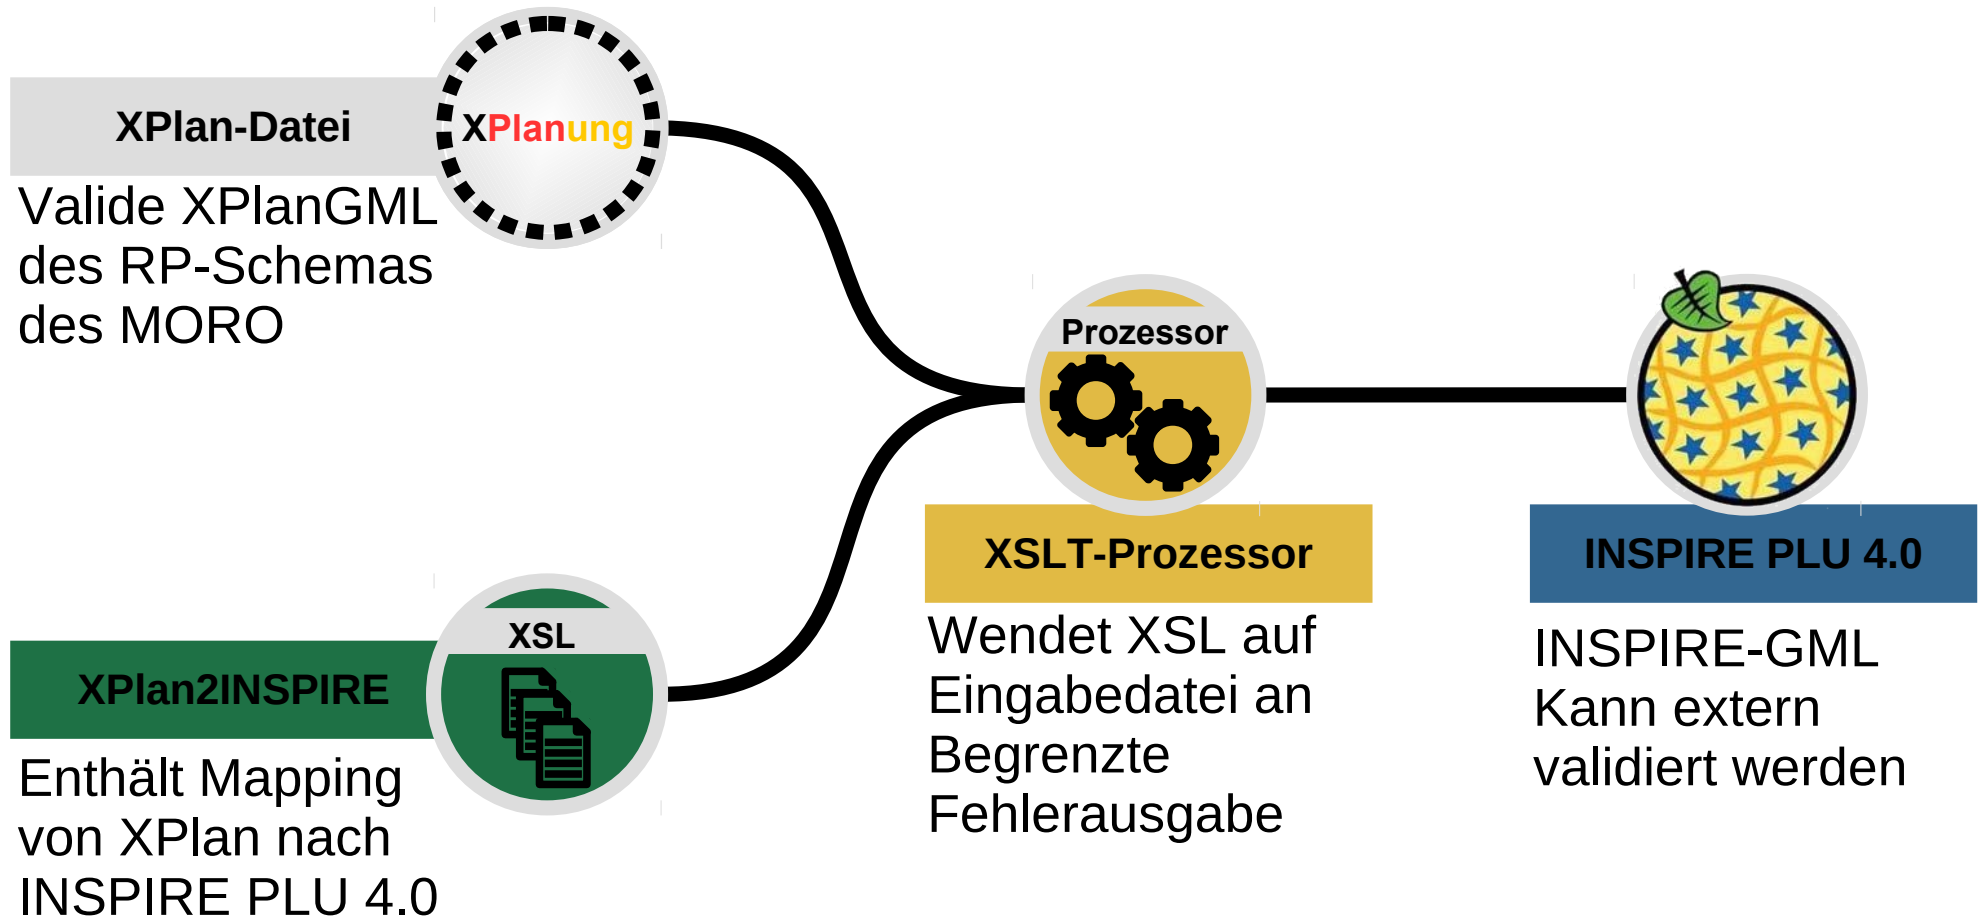 XPlan-Datei
XPlanung
Valide XPlanGML
des RP-Schemas
des MORO
XSL
XPlan2INSPIRE
Enthält Mapping
von XPlan nach
INSPIRE PLU 4.0
Prozessor
XSLT-Prozessor
Wendet XSL auf
Eingabedatei an
Begrenzte
Fehlerausgabe
INSPIRE PLU 4.0
INSPIRE-GML
Kann extern
validiert werden